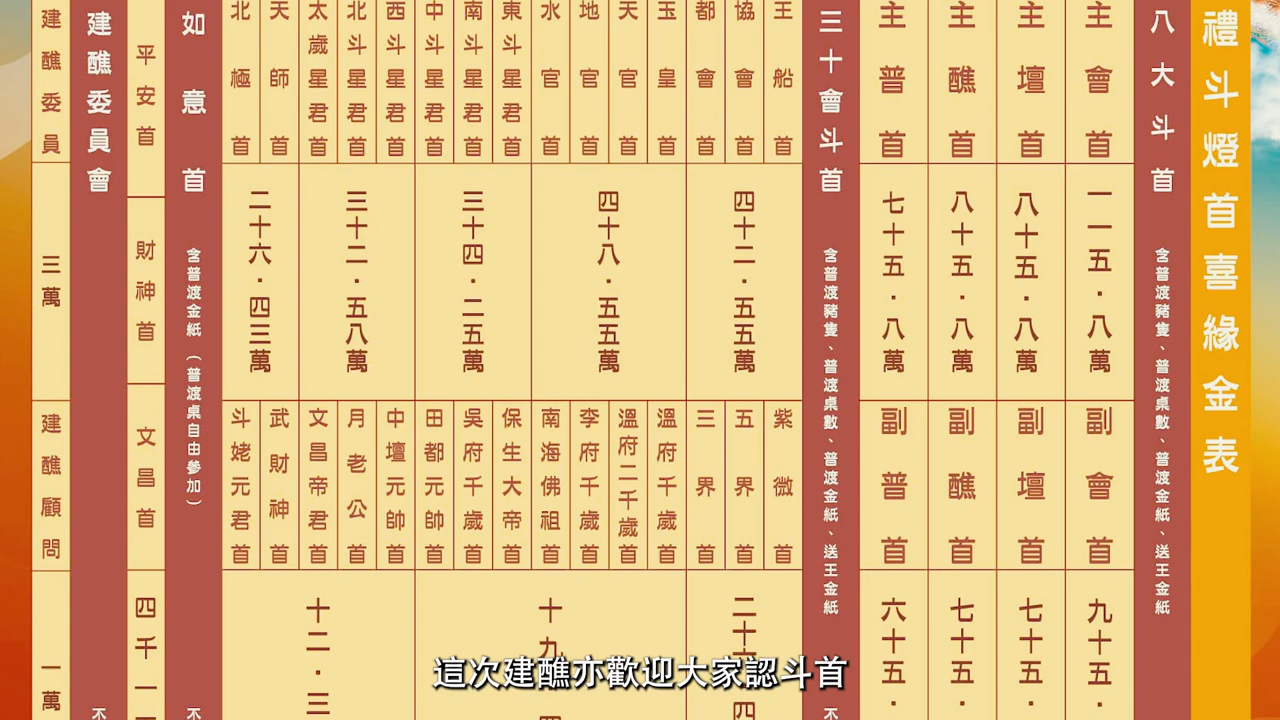 禮斗燈首喜緣金表
八大斗首
含普渡豬隻、普渡桌數、普渡金紙、送王金紙
主會首
一一五．八萬
副會首
九十五．
主壇首
八十五．八萬
副壇首
七十五．
主醮首
八十五．八萬
副醮首
七十五．
主普首
七十五．八萬
副普首
六十五．
三十會斗首
含普渡豬隻、普渡桌數、普渡金紙、送王金紙
不
王船首
協會首
都會首
四十二．五五萬
紫微首
五界首
三界首
玉皇首
天官首
地官首
水官首
四十八．五五萬
溫府千歲首
溫府二千歲首
李府千歲首
南海佛祖首
東斗星君首
南斗星君首
中斗星君首
三十四．二五萬
保生大帝首
吳府千歲首
田都元帥首
十九
西斗星君首
北斗星君首
太歲星君首
三十二．五八萬
中壇元帥首
月老公首
文昌帝君首
天師首
北極首
二十六．四三萬
武財神首
斗姥元君首
十二．三
如意首
含普渡金紙（普渡桌自由參加）
不
平安首
財神首
文昌首
四千一
建醮委員會
不
建醮委員
三萬
建醮顧問
一萬
這次建醮亦歡迎大家認斗首